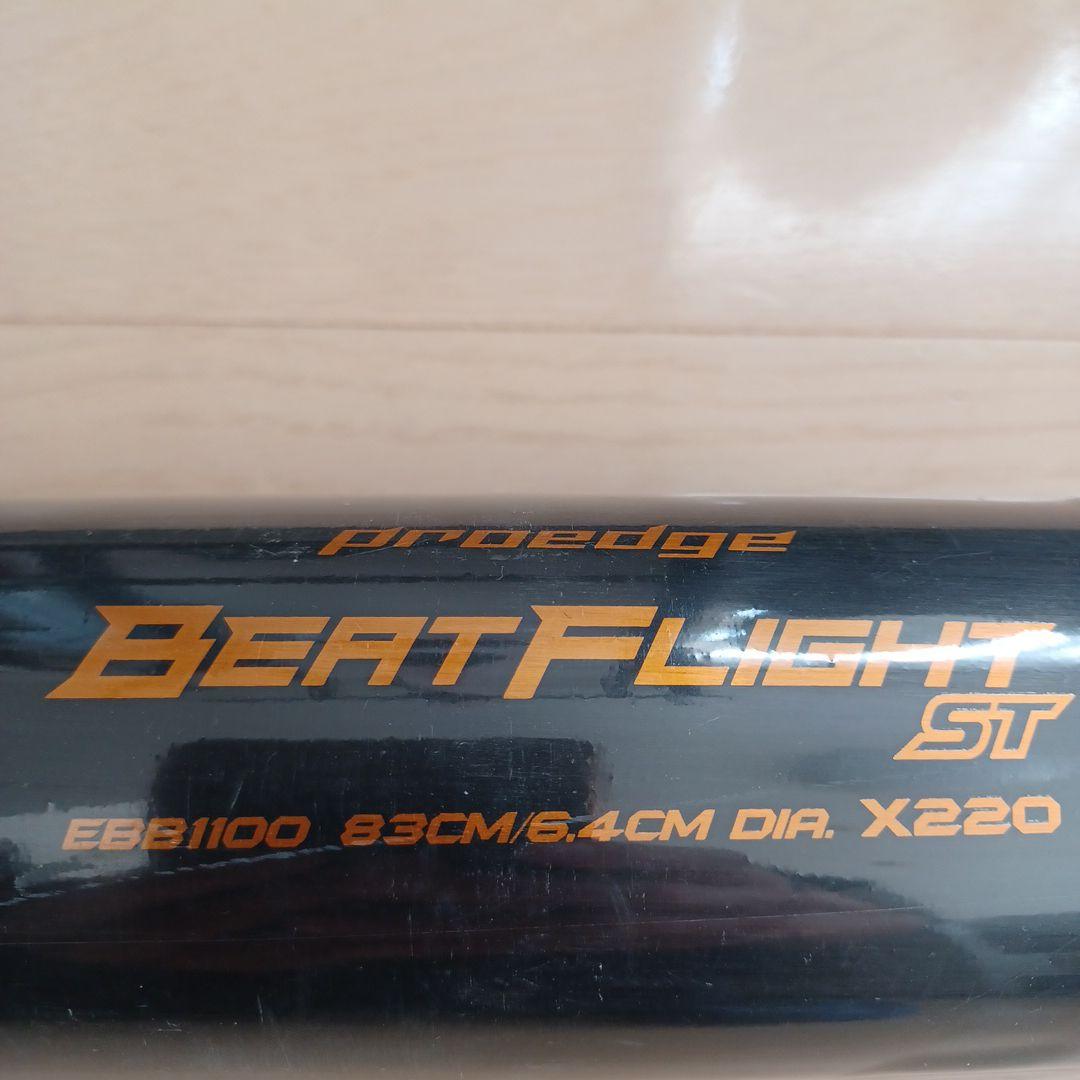 proedge
BEATFLIGHT
ST
EBB1100 83CM/6.4CM DIA. X220